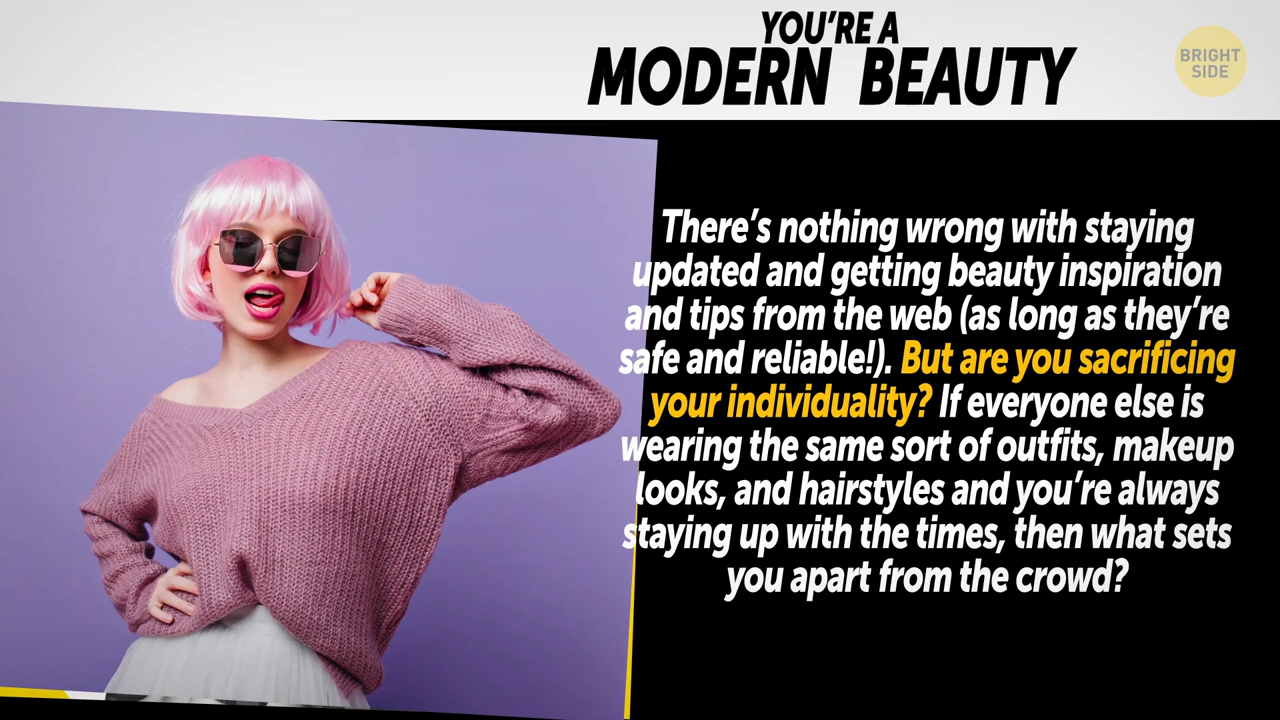 YOU'RE A
MODERN BEAUTY
BRIGHT
SIDE
There's nothing wrong with staying
updated and getting beauty inspiration
and tips from the web (as long as they're
safe and reliable!). But are you sacrificing
your individuality? If everyone else is
wearing the same sort of outfits, makeup
looks, and hairstyles and you're always
staying up with the times, then what sets
you apart from the crowd?